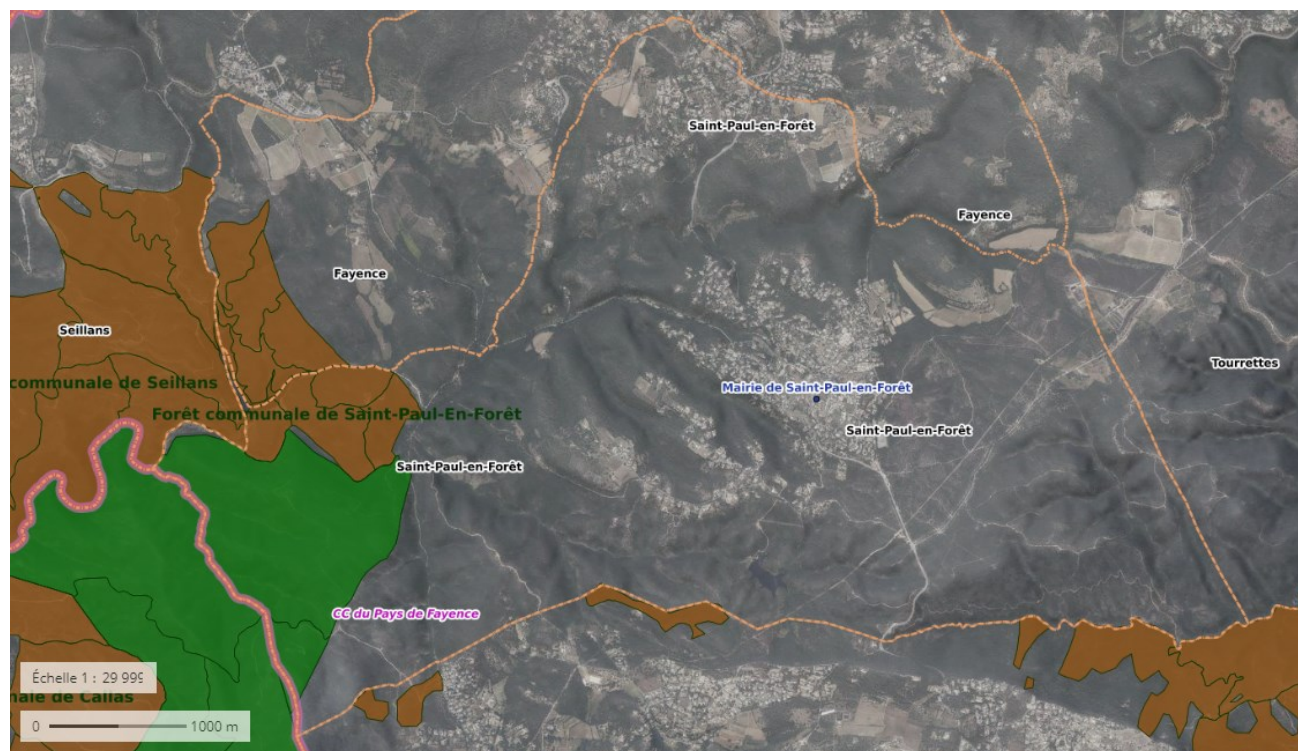 Saint-Paul-en-Forêt
Fayence
Fayence
Seillans
Tourrettes
communale de Seillans
Mairie de Saint-Paul-en-Forêt
Forêt communale de Saint-Paul-En-Forêt
Saint-Paul-en-Forêt
Saint-Paul-en-Forêt
CC du Pays de Fayence
Échelle 1 : 29 999
nale de Callas
0 1000 m